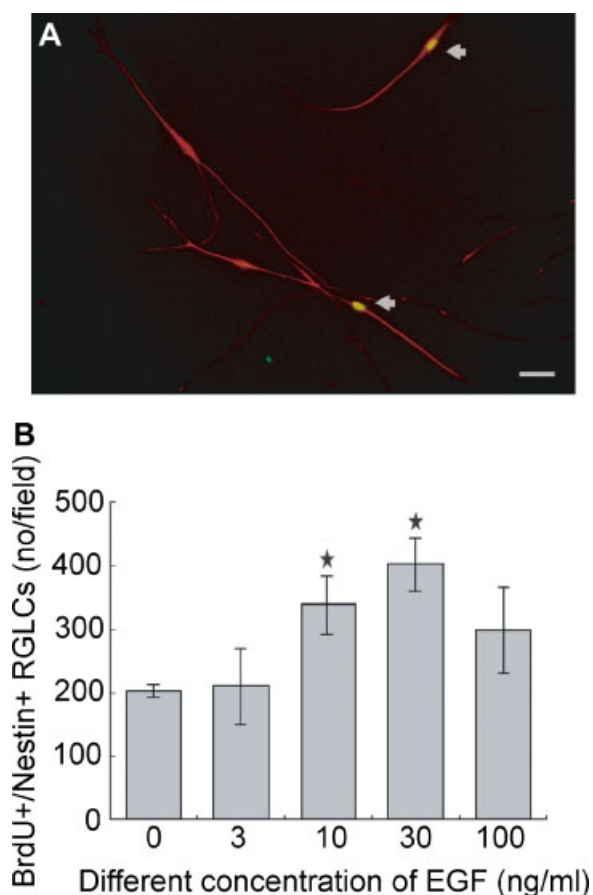 A
B
BrdU+/Nestin+ RGLCs (no/field)
500
400
300
200
100
0
0 3 10 30 100
Different concentration of EGF (ng/ml)